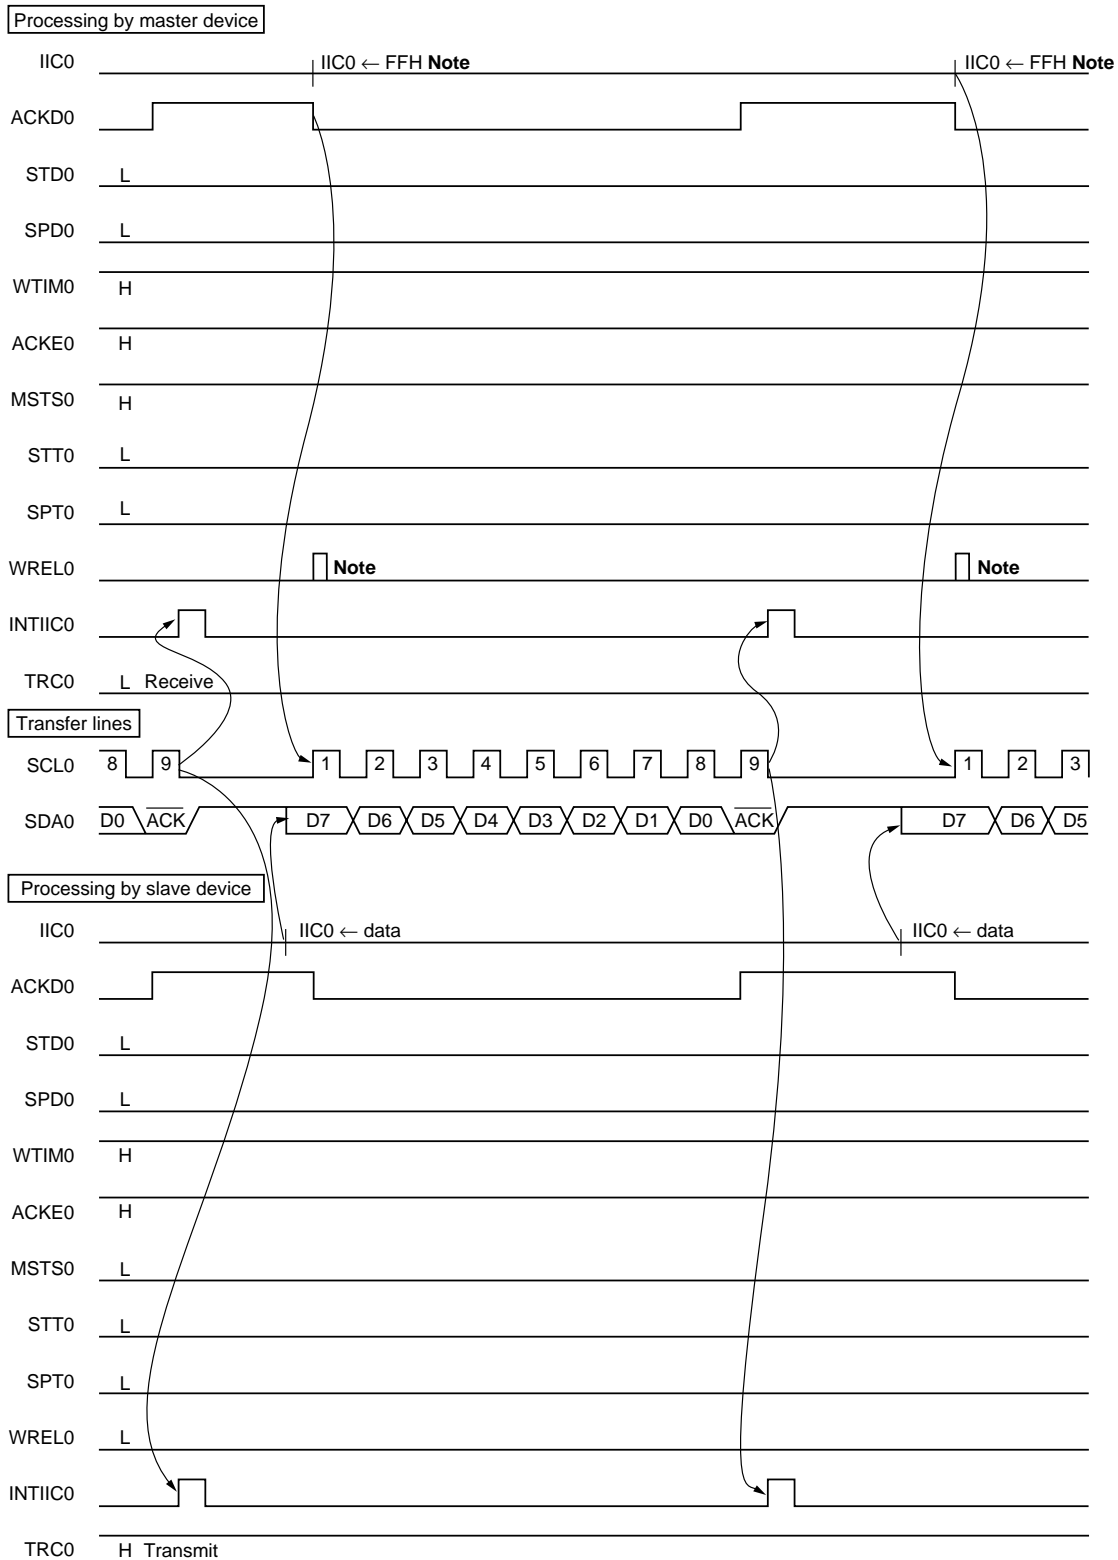 Processing by master device
IIC0 IIC0 ← FFH Note IIC0 ← FFH Note
ACKD0
STD0 L
SPD0 L
WTIM0 H
ACKE0 H
MSTS0 H
STT0 L
SPT0 L
WREL0 Note Note
INTIIC0
TRC0 L Receive
Transfer lines
SCL0 8 9 1 2 3 4 5 6 7 8 9 1 2 3
SDA0 D0 A̅C̅K̅ D7 D6 D5 D4 D3 D2 D1 D0 A̅C̅K̅ D7 D6 D5
Processing by slave device
IIC0 IIC0 ← data IIC0 ← data
ACKD0
STD0 L
SPD0 L
WTIM0 H
ACKE0 H
MSTS0 L
STT0 L
SPT0 L
WREL0 L
INTIIC0
TRC0 H Transmit